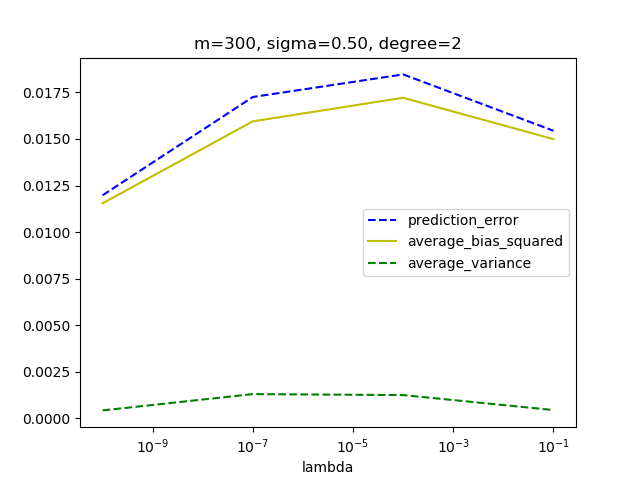 m=300, sigma=0.50, degree=2
0.0175
0.0150
0.0125
0.0100
0.0075
0.0050
0.0025
0.0000
prediction_error
average_bias_squared
average_variance
10⁻⁹ 10⁻⁷ 10⁻⁵ 10⁻³ 10⁻¹
lambda